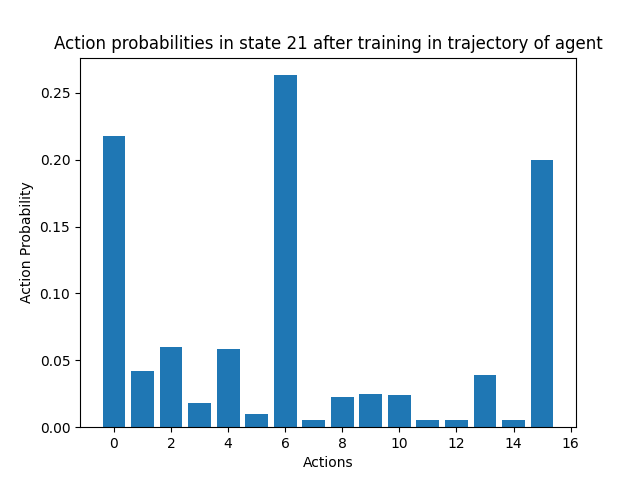 Action probabilities in state 21 after training in trajectory of agent
0.25
0.20
0.15
0.10
0.05
0.00
Action Probability
0 2 4 6 8 10 12 14 16
Actions